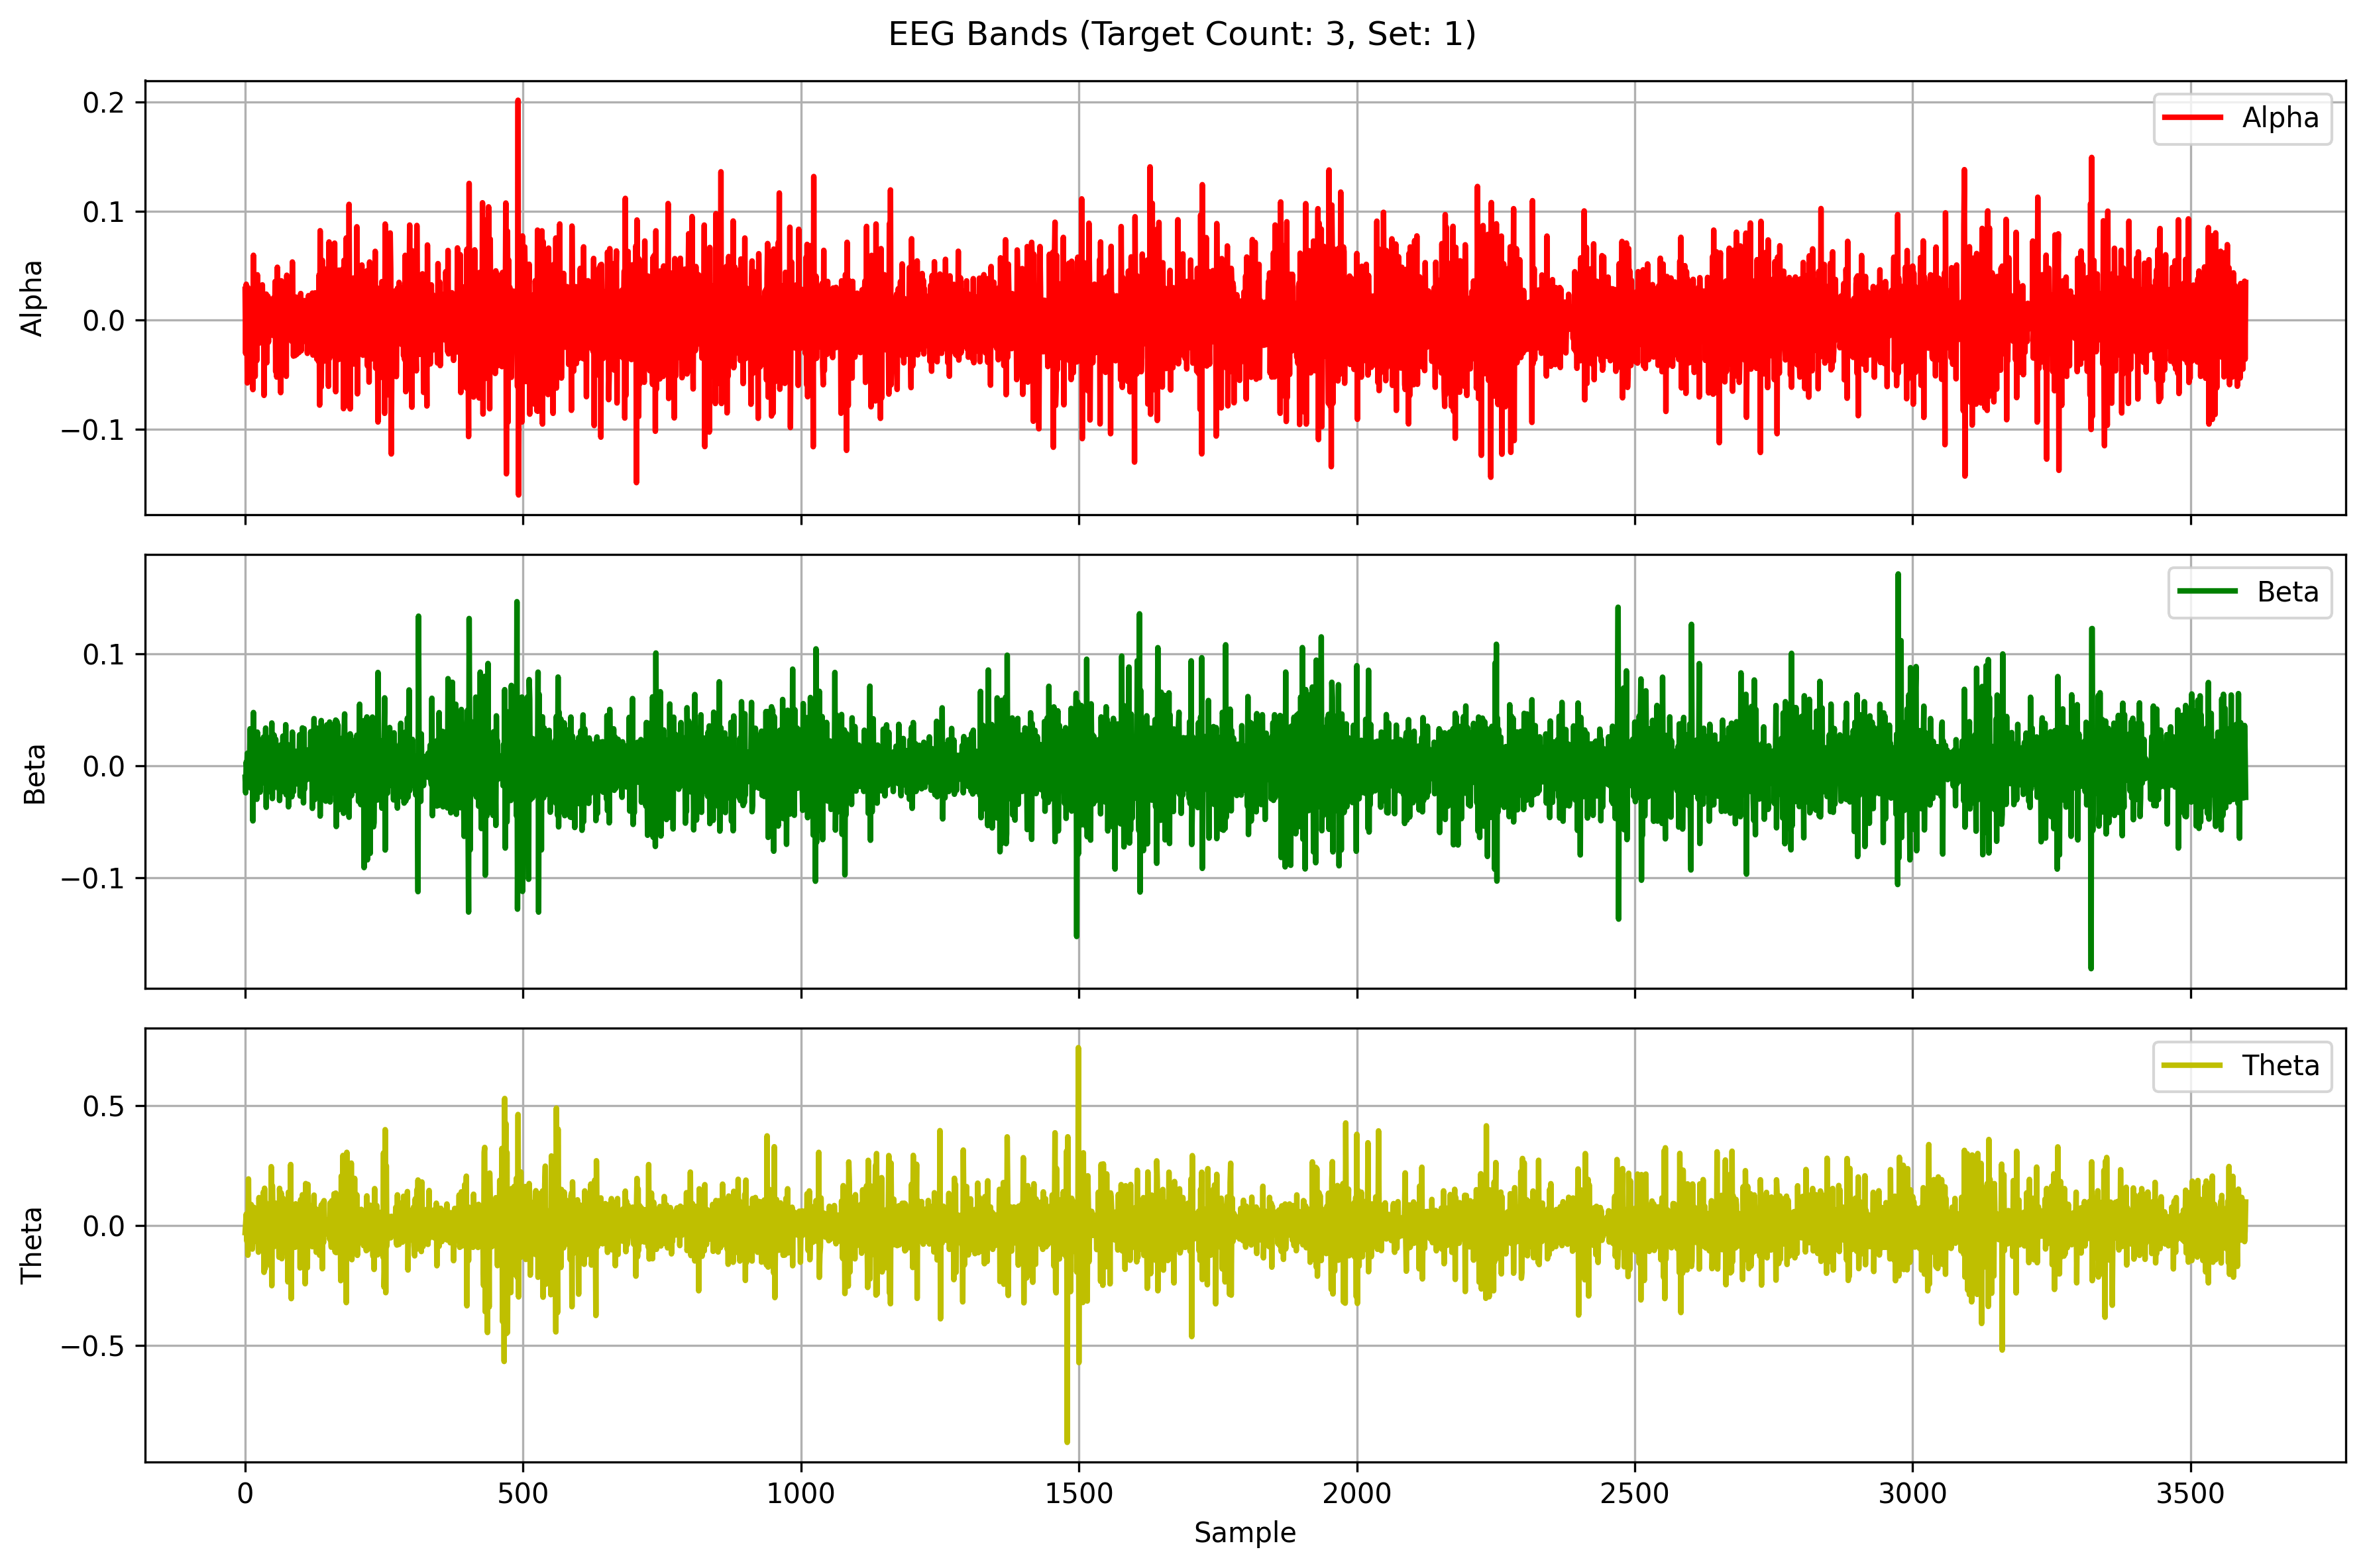 EEG Bands (Target Count: 3, Set: 1)
0.2
0.1
0.0
−0.1
Alpha
Alpha
0.1
0.0
−0.1
Beta
Beta
0.5
0.0
−0.5
Theta
Theta
0 500 1000 1500 2000 2500 3000 3500
Sample